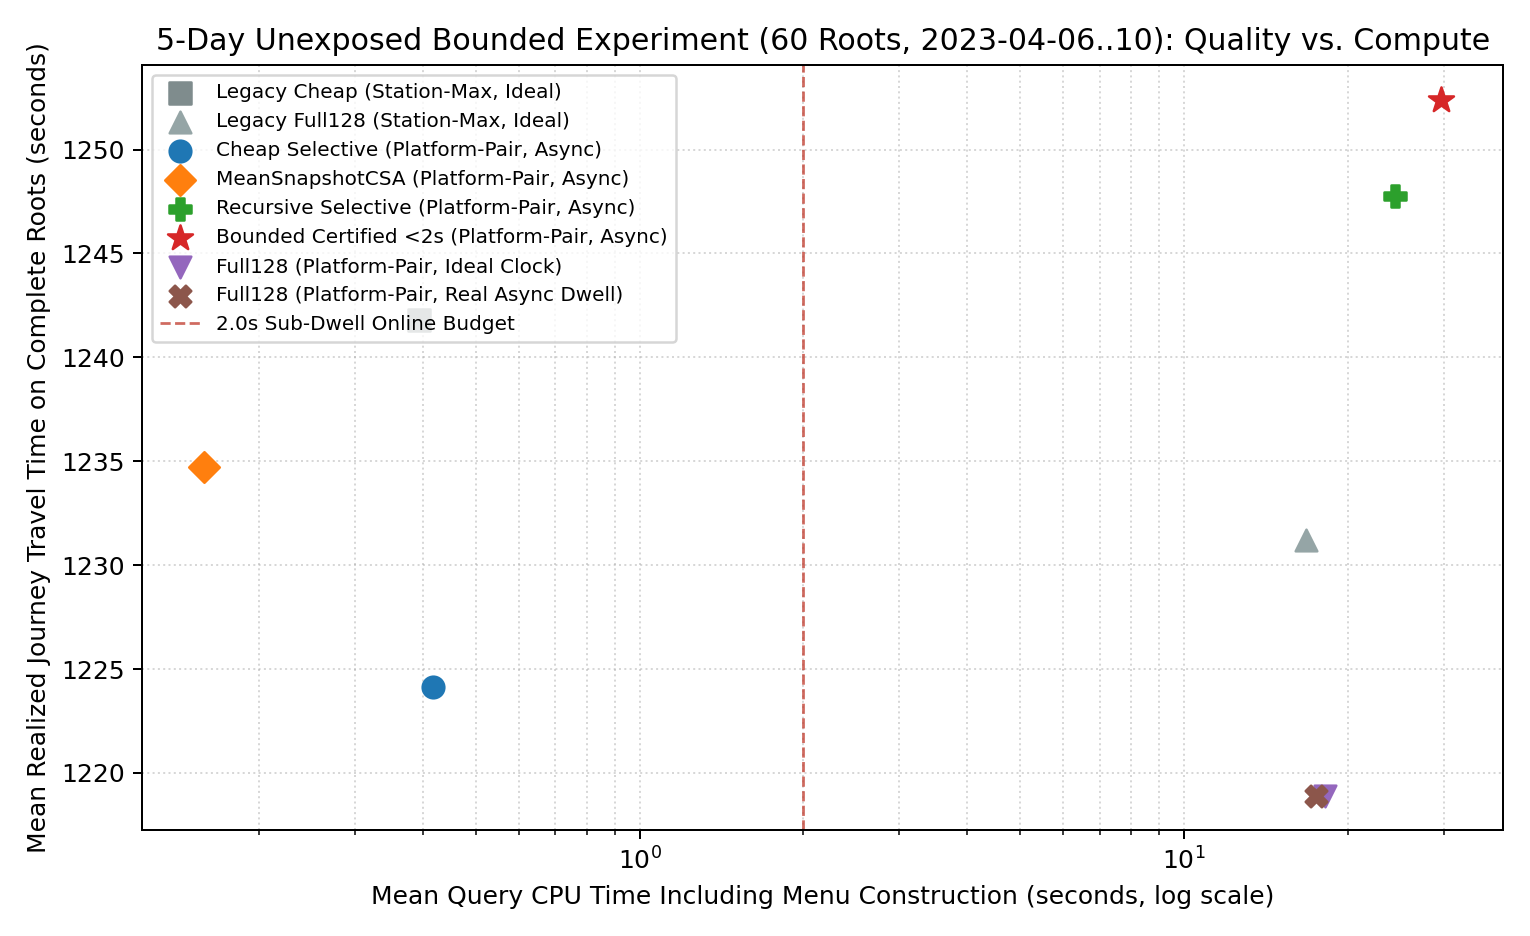 5-Day Unexposed Bounded Experiment (60 Roots, 2023-04-06..10): Quality vs. Compute
Mean Realized Journey Travel Time on Complete Roots (seconds)
1250
1245
1240
1235
1230
1225
1220
Legacy Cheap (Station-Max, Ideal)
Legacy Full128 (Station-Max, Ideal)
Cheap Selective (Platform-Pair, Async)
MeanSnapshotCSA (Platform-Pair, Async)
Recursive Selective (Platform-Pair, Async)
Bounded Certified <2s (Platform-Pair, Async)
Full128 (Platform-Pair, Ideal Clock)
Full128 (Platform-Pair, Real Async Dwell)
2.0s Sub-Dwell Online Budget
10⁰ 10¹
Mean Query CPU Time Including Menu Construction (seconds, log scale)